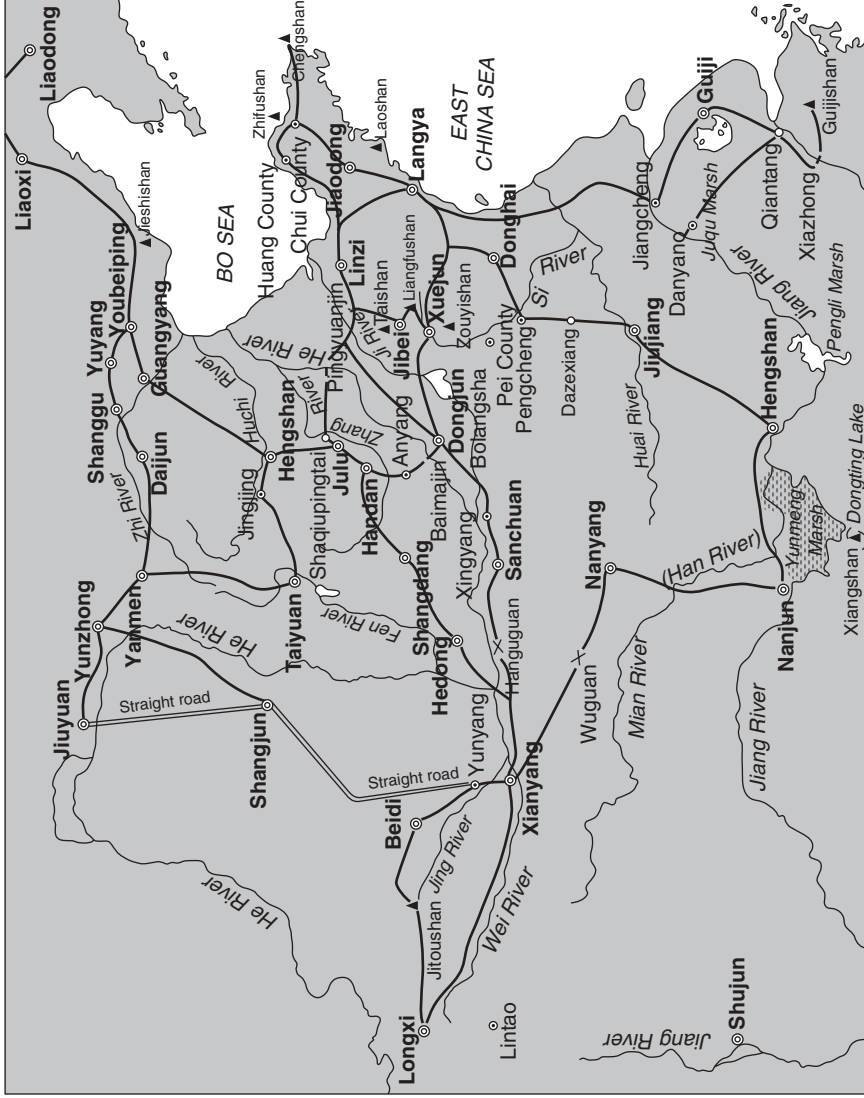 Liaodong
Liaoxi
Chengshan
Zhifushan
Laoshan
Huang County
Chui County
Jiaodong
Langya
EAST
CHINA SEA
Guiji
Guijishan
Jieshishan
BO SEA
Youbeiping
Yuyang
Guangyang
Shanggu
Daijun
Zhi River
River
Huchi
Hengshan
Jingjing
He River
Pingyuanjin
Linzi
Ji River
Taishan
Liangfushan
Jibei
Xuejun
Zouyishan
Donghai
Si
River
Jiangcheng
Danyang
Juqu Marsh
Qiantang
Xiazhong
Jiang River
Pengli Marsh
Pei County
Pengcheng
Dazexiang
Jiujiang
Huai River
Hengshan
River
Zhang
Shaqiupingtai
Julu
Handan
Anyang
Dongjun
Bolangsha
Baimajin
Xingyang
Sanchuan
Shangdang
Hedong
Hanguguan
Fen River
Taiyuan
Yanmen
Yunzhong
He River
Jiuyuan
Straight road
Shangjun
Straight road
Yunyang
Beidi
Xianyang
Jing River
Jitoushan
Wei River
Longxi
Lintao
He River
Nanyang
Wuguan
(Han River)
Mian River
Nanjun
Yunmeng
Marsh
Xiangshan
Dongting Lake
Jiang River
Shujun
Jiang River